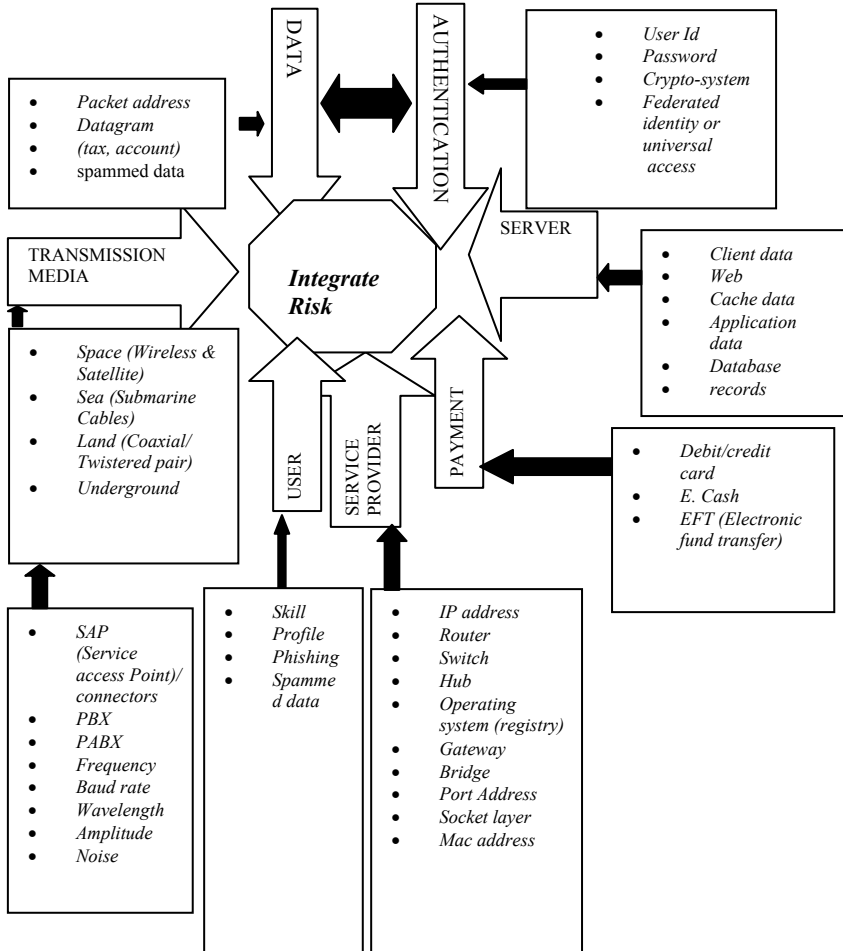 DATA
AUTHENTICATION
• User Id
• Password
• Crypto-system
• Federated
identity or
universal
access
• Packet address
• Datagram
• (tax, account)
• spammed data
TRANSMISSION
MEDIA
SERVER
Integrate
Risk
• Client data
• Web
• Cache data
• Application
data
• Database
• records
• Space (Wireless &
Satellite)
• Sea (Submarine
Cables)
• Land (Coaxial/
Twistered pair)
• Underground
USER
SERVICE
PROVIDER
PAYMENT
• Debit/credit
card
• E. Cash
• EFT (Electronic
fund transfer)
• SAP
(Service
access Point)/
connectors
• PBX
• PABX
• Frequency
• Baud rate
• Wavelength
• Amplitude
• Noise
• Skill
• Profile
• Phishing
• Spamme
d data
• IP address
• Router
• Switch
• Hub
• Operating
system (registry)
• Gateway
• Bridge
• Port Address
• Socket layer
• Mac address